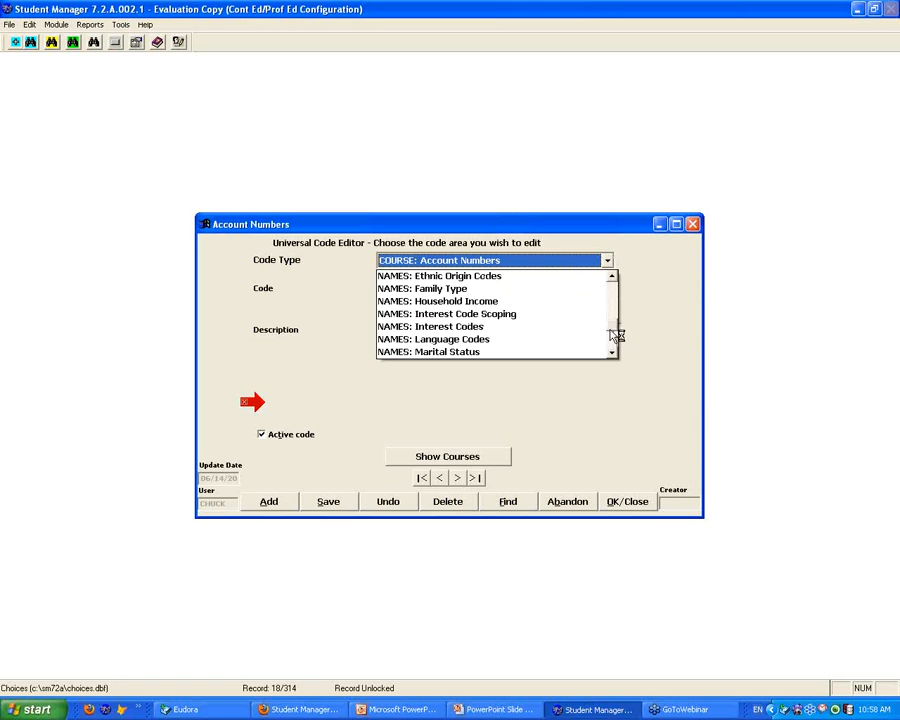 Student Manager 7.2.A.002.1 - Evaluation Copy (Cont Ed/Prof Ed Configuration)
File Edit Module Reports Tools Help
Account Numbers
Universal Code Editor - Choose the code area you wish to edit
Code Type COURSE: Account Numbers
NAMES: Ethnic Origin Codes
Code NAMES: Family Type
NAMES: Household Income
NAMES: Interest Code Scoping
Description NAMES: Interest Codes
NAMES: Language Codes
NAMES: Marital Status
Active code
Show Courses
|< < > >|
Update Date
06/14/20
User Creator
CHUCK Add Save Undo Delete Find Abandon OK/Close
Choices (c:\sm72a\choices.dbf) Record: 18/314 Record Unlocked NUM
start Eudora Student Manager... Microsoft PowerP... PowerPoint Slide ... Student Manager... GoToWebinar EN 10:58 AM